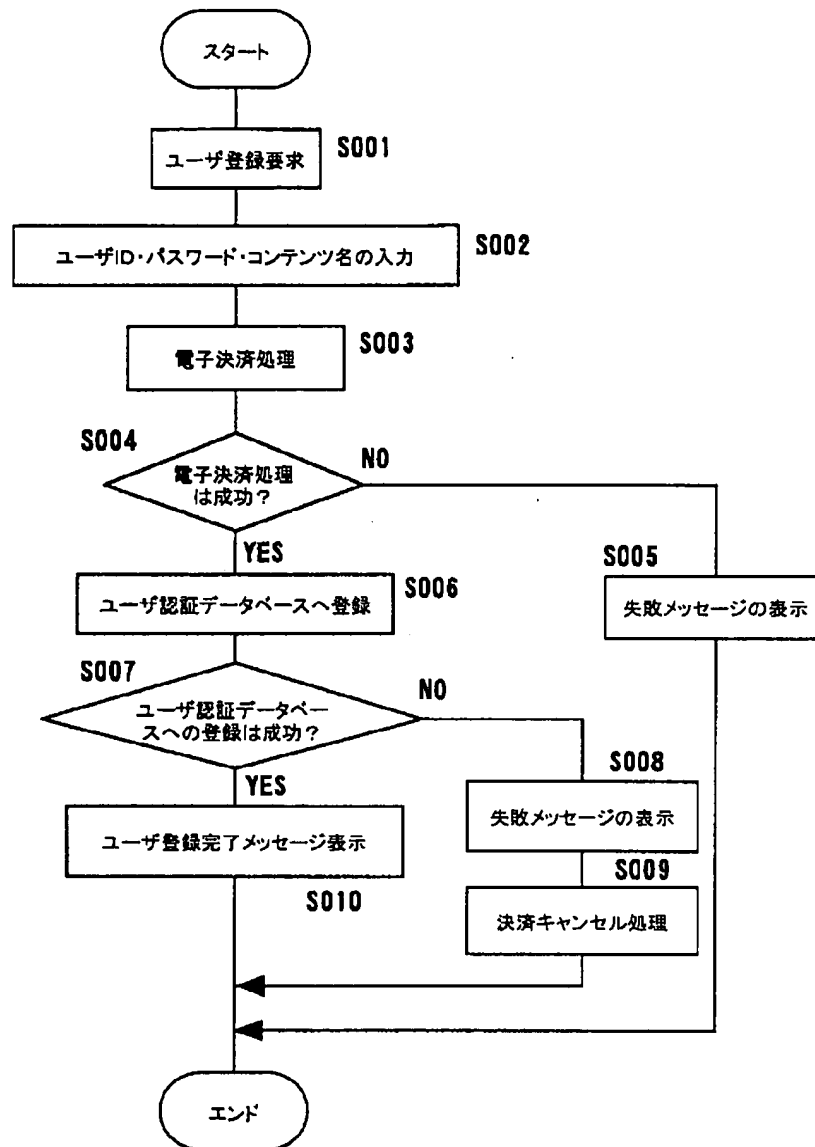 スタート
ユーザ登録要求
S001
ユーザID・パスワード・コンテンツ名の入力
S002
電子決済処理
S003
S004
電子決済処理
は成功?
NO
YES
S005
失敗メッセージの表示
ユーザ認証データベースへ登録
S006
S007
ユーザ認証データベー
スへの登録は成功?
NO
YES
S008
失敗メッセージの表示
ユーザ登録完了メッセージ表示
S010
S009
決済キャンセル処理
エンド